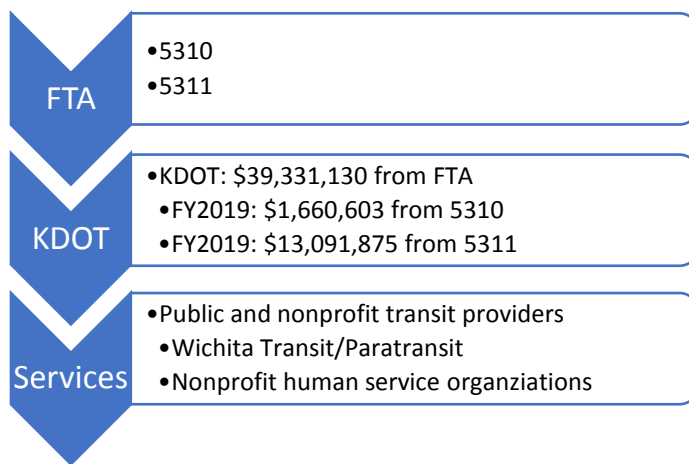 FTA
•5310
•5311
KDOT
•KDOT: $39,331,130 from FTA
•FY2019: $1,660,603 from 5310
•FY2019: $13,091,875 from 5311
Services
•Public and nonprofit transit providers
•Wichita Transit/Paratransit
•Nonprofit human service organziations